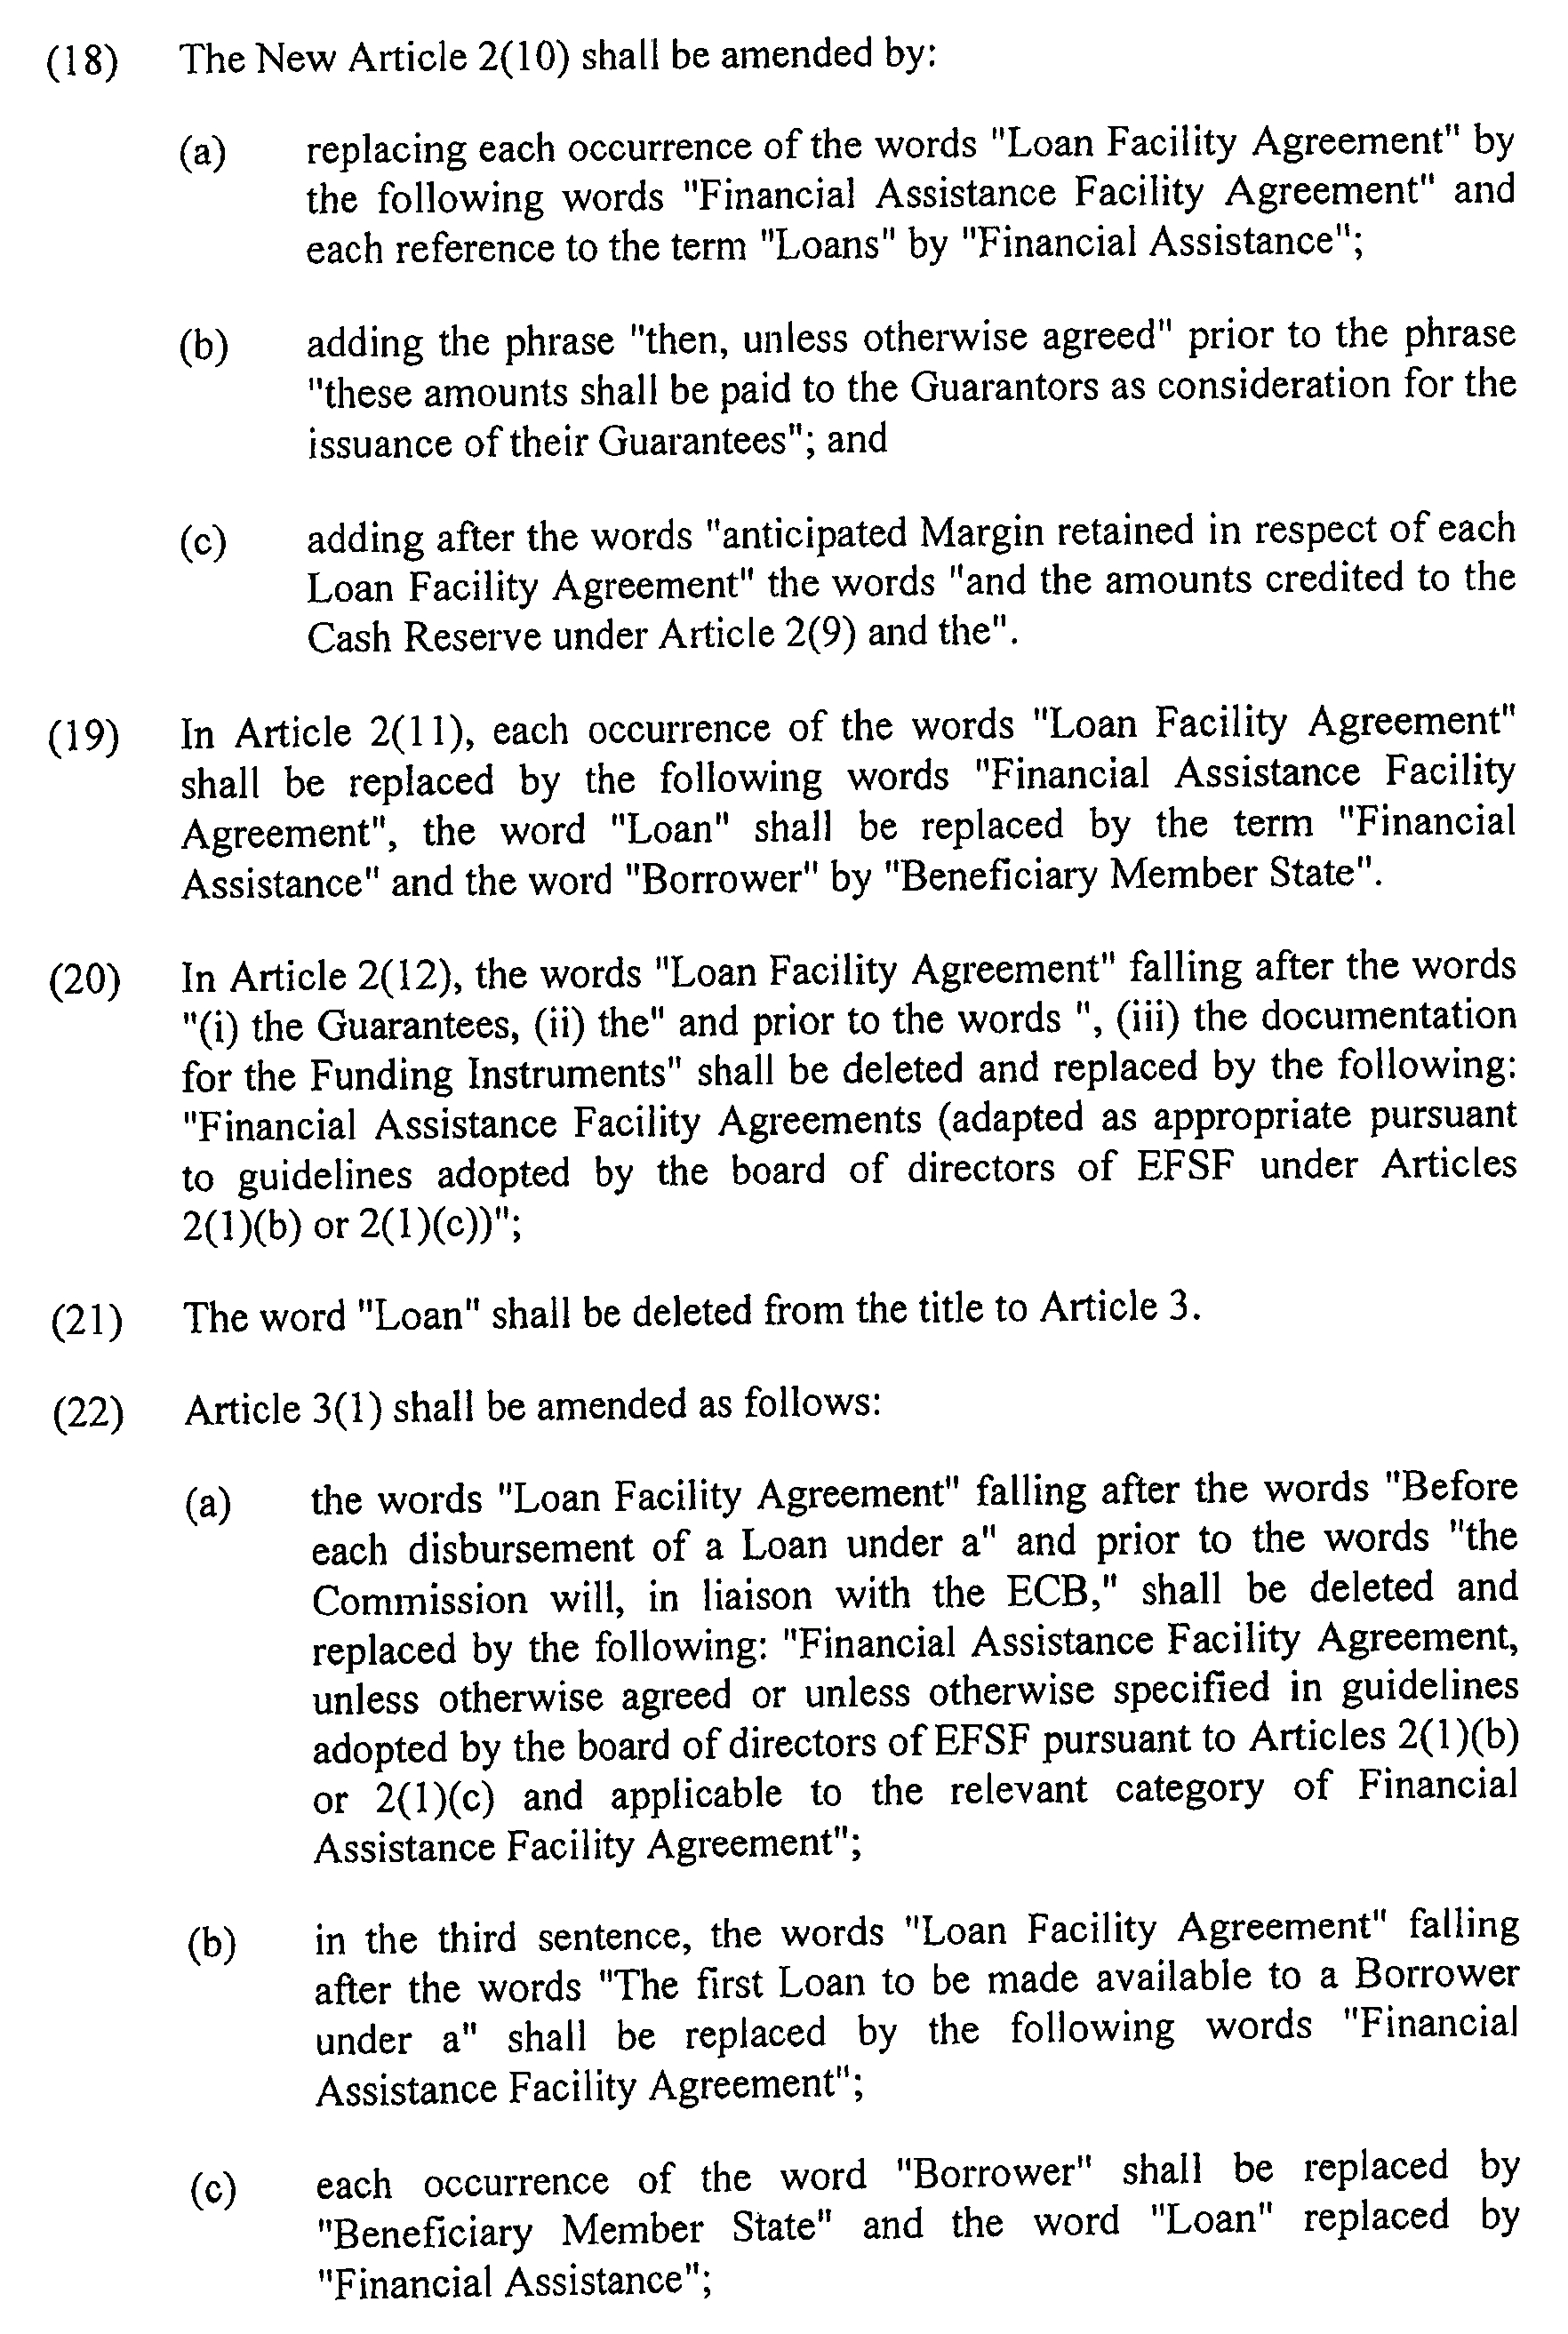 (18) The New Article 2(10) shall be amended by:
(a) replacing each occurrence of the words "Loan Facility Agreement" by
the following words "Financial Assistance Facility Agreement" and
each reference to the term "Loans" by "Financial Assistance";
(b) adding the phrase "then, unless otherwise agreed" prior to the phrase
"these amounts shall be paid to the Guarantors as consideration for the
issuance of their Guarantees"; and
(c) adding after the words "anticipated Margin retained in respect of each
Loan Facility Agreement" the words "and the amounts credited to the
Cash Reserve under Article 2(9) and the".
(19) In Article 2(11), each occurrence of the words "Loan Facility Agreement"
shall be replaced by the following words "Financial Assistance Facility
Agreement", the word "Loan" shall be replaced by the term "Financial
Assistance" and the word "Borrower" by "Beneficiary Member State".
(20) In Article 2(12), the words "Loan Facility Agreement" falling after the words
"(i) the Guarantees, (ii) the" and prior to the words ", (iii) the documentation
for the Funding Instruments" shall be deleted and replaced by the following:
"Financial Assistance Facility Agreements (adapted as appropriate pursuant
to guidelines adopted by the board of directors of EFSF under Articles
2(1)(b) or 2(1)(c))";
(21) The word "Loan" shall be deleted from the title to Article 3.
(22) Article 3(1) shall be amended as follows:
(a) the words "Loan Facility Agreement" falling after the words "Before
each disbursement of a Loan under a" and prior to the words "the
Commission will, in liaison with the ECB," shall be deleted and
replaced by the following: "Financial Assistance Facility Agreement,
unless otherwise agreed or unless otherwise specified in guidelines
adopted by the board of directors of EFSF pursuant to Articles 2(1)(b)
or 2(1)(c) and applicable to the relevant category of Financial
Assistance Facility Agreement";
(b) in the third sentence, the words "Loan Facility Agreement" falling
after the words "The first Loan to be made available to a Borrower
under a" shall be replaced by the following words "Financial
Assistance Facility Agreement";
(c) each occurrence of the word "Borrower" shall be replaced by
"Beneficiary Member State" and the word "Loan" replaced by
"Financial Assistance";